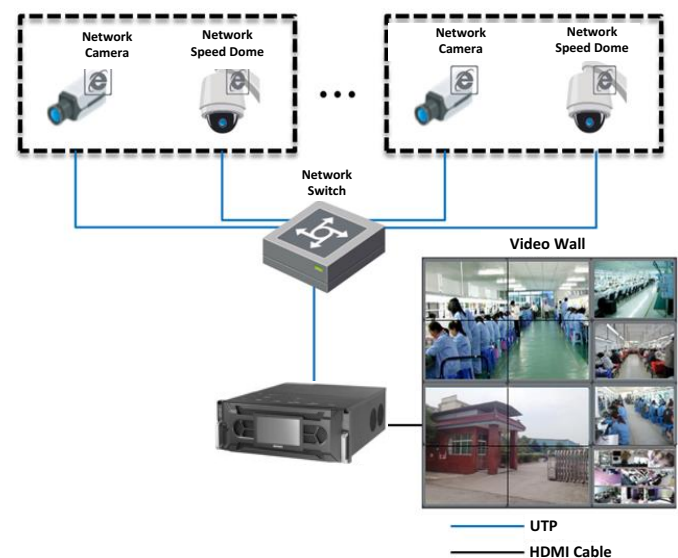 Network
Camera
Network
Speed Dome
Network
Camera
Network
Speed Dome
Network
Switch
Video Wall
UTP
HDMI Cable